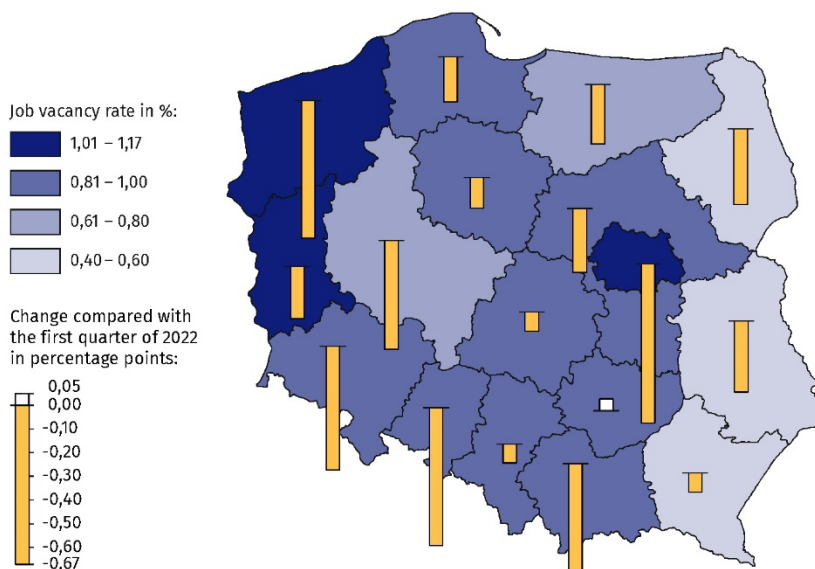 Job vacancy rate in %:
1,01 – 1,17
0,81 – 1,00
0,61 – 0,80
0,40 – 0,60
Change compared with
the first quarter of 2022
in percentage points:
0,05
0,00
-0,10
-0,20
-0,30
-0,40
-0,50
-0,60
-0,67